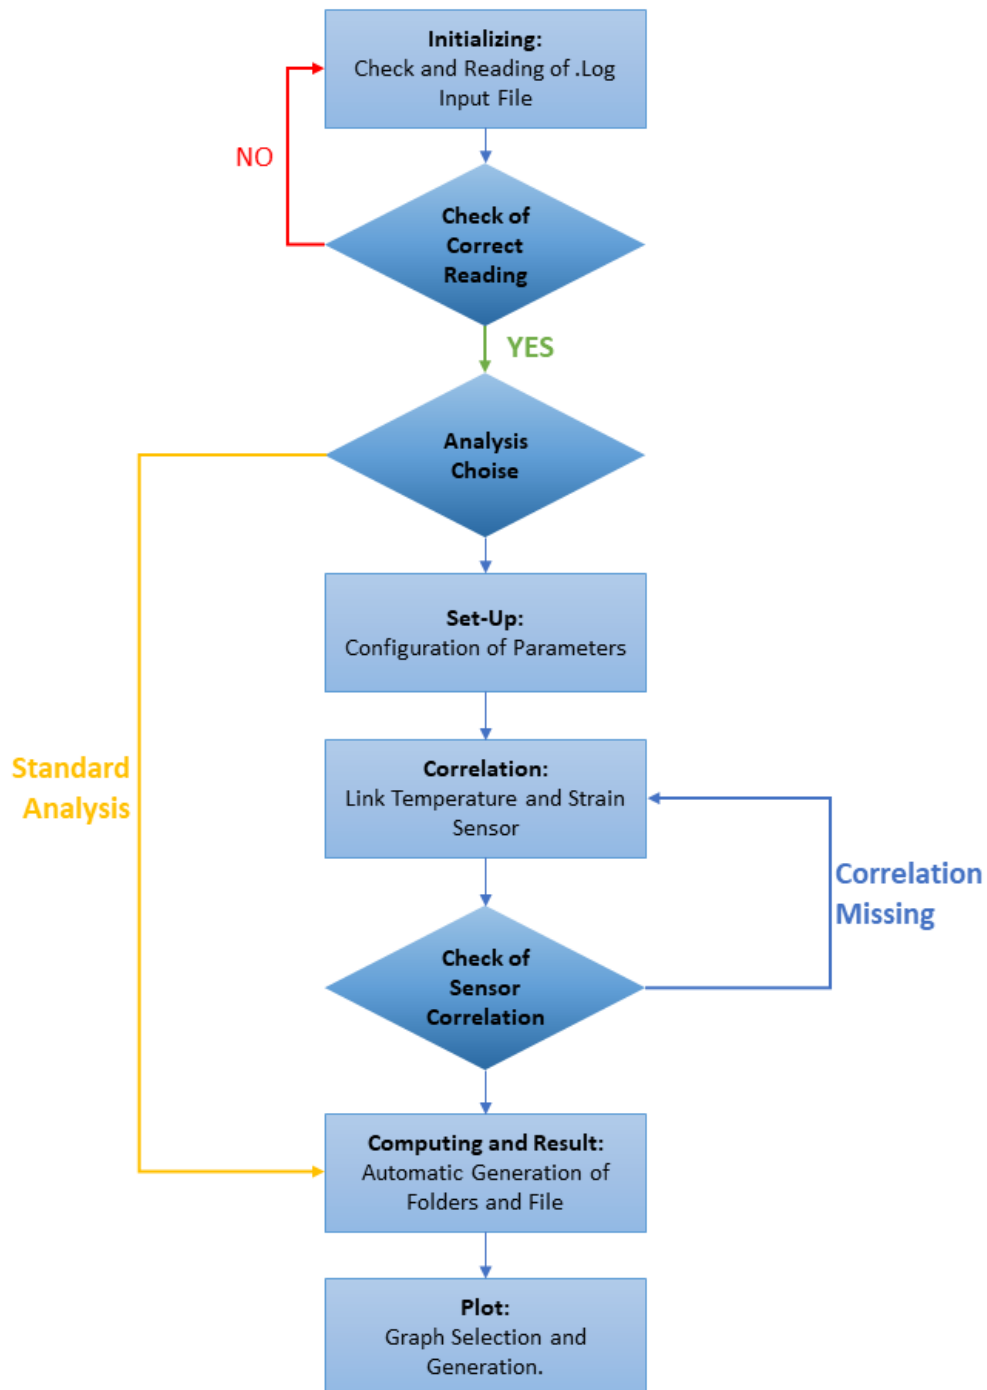 Initializing:
Check and Reading of .Log
Input File
NO
Check of
Correct
Reading
YES
Analysis
Choise
Set-Up:
Configuration of Parameters
Standard
Analysis
Correlation:
Link Temperature and Strain
Sensor
Correlation
Missing
Check of
Sensor
Correlation
Computing and Result:
Automatic Generation of
Folders and File
Plot:
Graph Selection and
Generation.